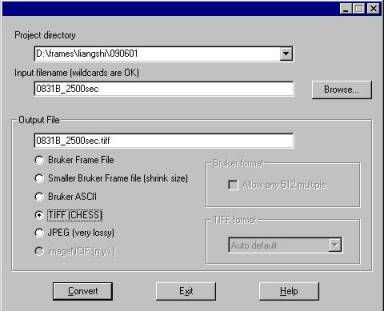 Project directory
D:\frames\liangshi\090601
Input filename (wildcards are OK)
0831B_2500sec
Browse...
Output File
0831B_2500sec.tiff
Bruker Frame File
Smaller Bruker Frame file (shrink size)
Bruker ASCII
TIFF (CHESS)
JPEG (very lossy)
imageNCIF (n.y.i.)
Bruker format
Allow any 512 multiple
TIFF format
Auto default
Convert
Exit
Help